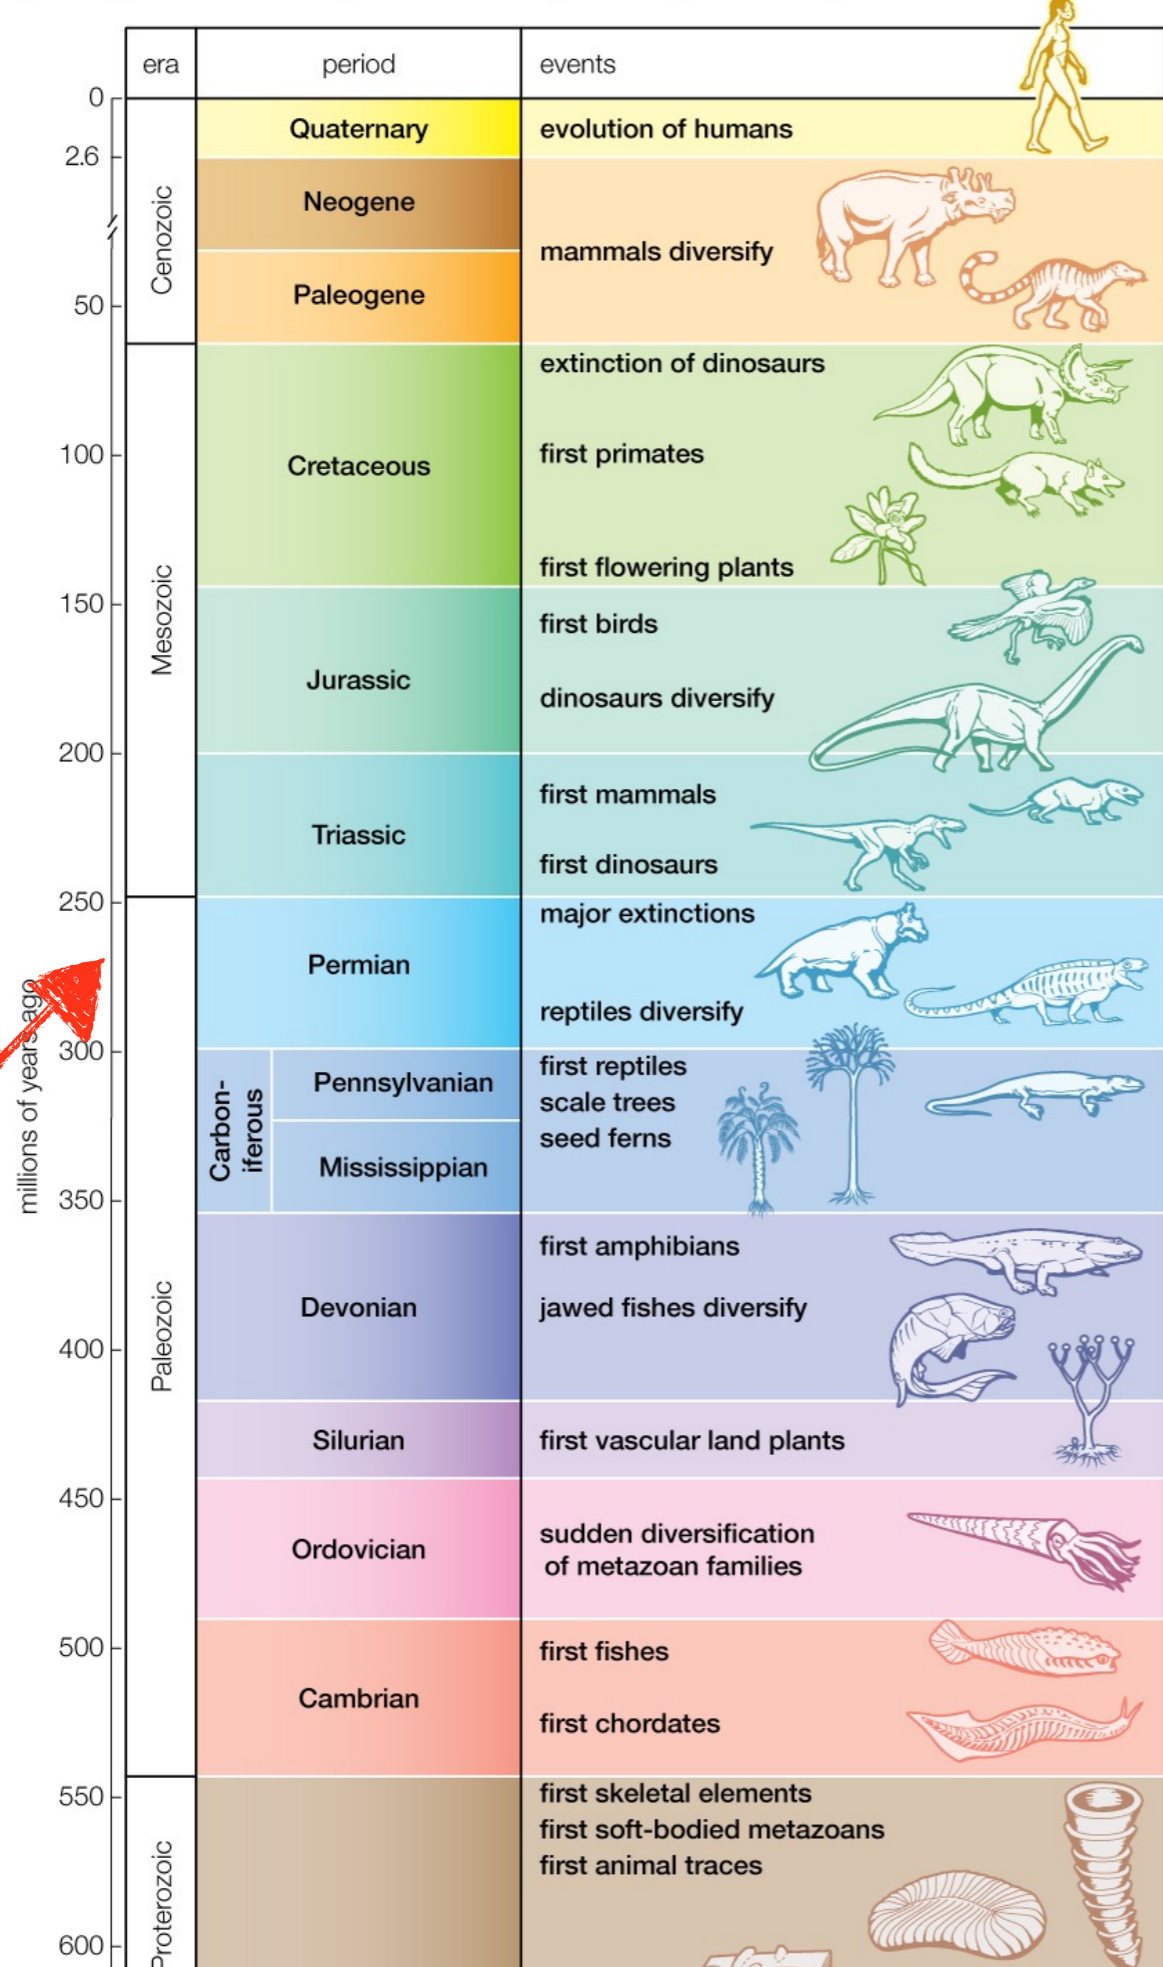 era
period
events
0
Quaternary
evolution of humans
2.6
Cenozoic
Neogene
mammals diversify
Paleogene
50
extinction of dinosaurs
100
Cretaceous
first primates
first flowering plants
Mesozoic
150
first birds
Jurassic
dinosaurs diversify
200
first mammals
Triassic
first dinosaurs
250
major extinctions
Permian
reptiles diversify
millions of years ago
300
Carbon-
iferous
Pennsylvanian
first reptiles
scale trees
seed ferns
Mississippian
350
first amphibians
Paleozoic
Devonian
jawed fishes diversify
400
Silurian
first vascular land plants
450
Ordovician
sudden diversification
of metazoan families
500
first fishes
Cambrian
first chordates
550
first skeletal elements
first soft-bodied metazoans
first animal traces
Proterozoic
600